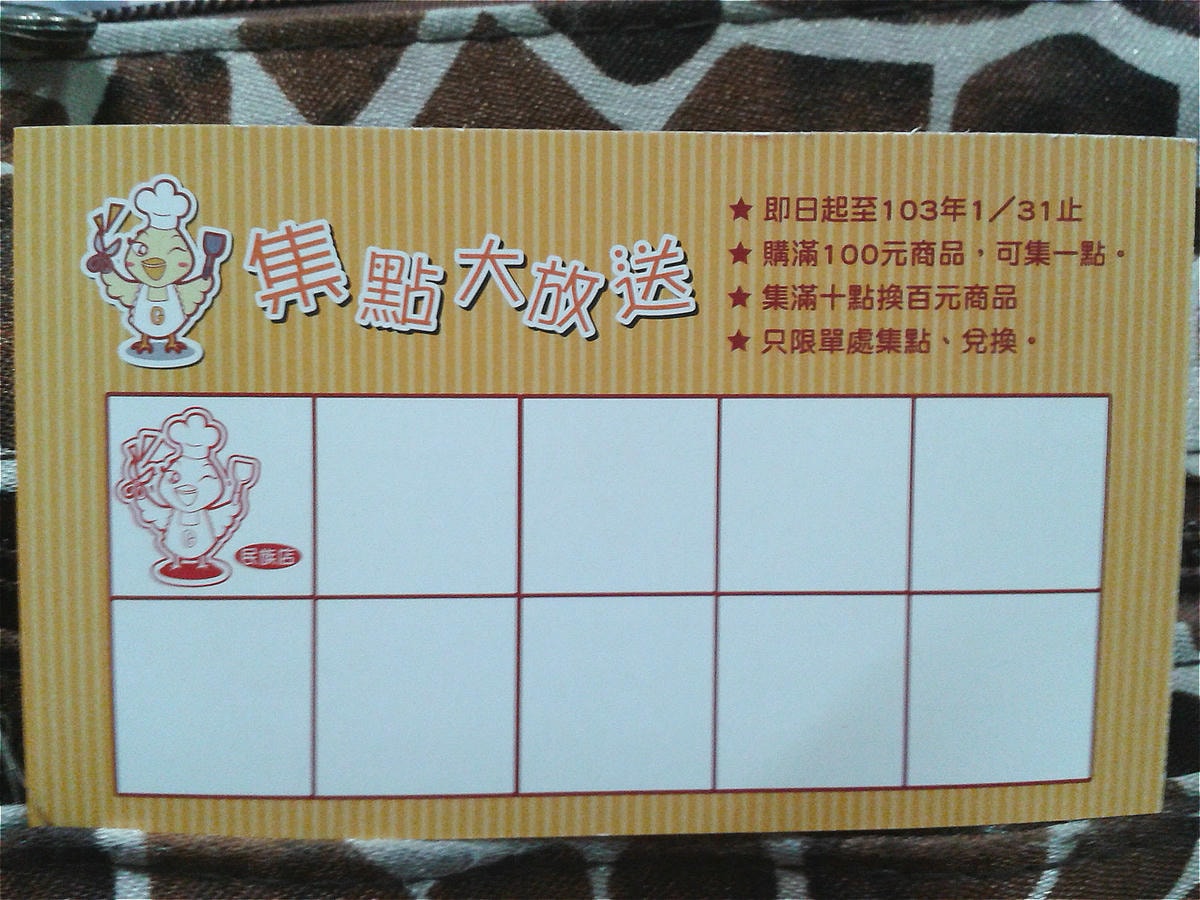 集點大放送
★ 即日起至103年1／31止
★ 購滿100元商品，可集一點。
★ 集滿十點換百元商品
★ 只限單處集點、兌換。
G
G
民族店